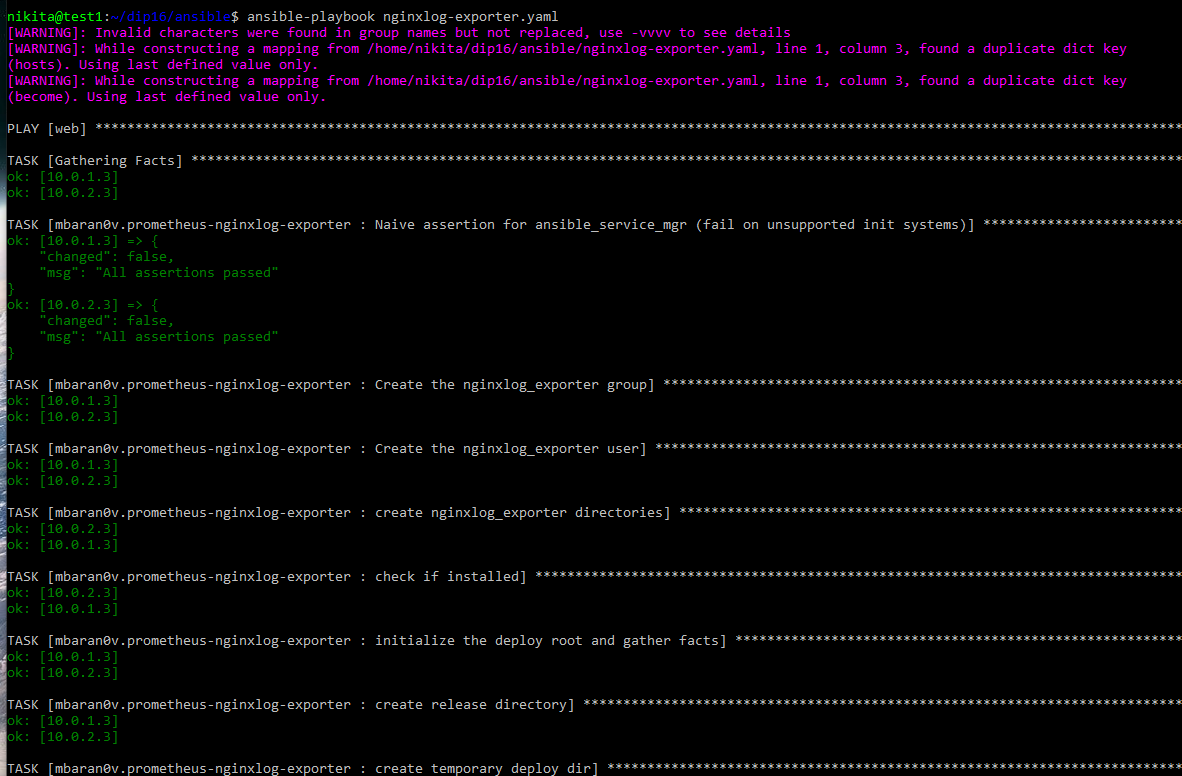 nikita@test1:~/dip16/ansible$ ansible-playbook nginxlog-exporter.yaml
[WARNING]: Invalid characters were found in group names but not replaced, use -vvvv to see details
[WARNING]: While constructing a mapping from /home/nikita/dip16/ansible/nginxlog-exporter.yaml, line 1, column 3, found a duplicate dict key
(hosts). Using last defined value only.
[WARNING]: While constructing a mapping from /home/nikita/dip16/ansible/nginxlog-exporter.yaml, line 1, column 3, found a duplicate dict key
(become). Using last defined value only.
PLAY [web] ****************************************************************************************************************************************
TASK [Gathering Facts] ****************************************************************************************************************************
ok: [10.0.1.3]
ok: [10.0.2.3]
TASK [mbaran0v.prometheus-nginxlog-exporter : Naive assertion for ansible_service_mgr (fail on unsupported init systems)] *************************
ok: [10.0.1.3] => {
    "changed": false,
    "msg": "All assertions passed"
}
ok: [10.0.2.3] => {
    "changed": false,
    "msg": "All assertions passed"
}
TASK [mbaran0v.prometheus-nginxlog-exporter : Create the nginxlog_exporter group] *****************************************************************
ok: [10.0.1.3]
ok: [10.0.2.3]
TASK [mbaran0v.prometheus-nginxlog-exporter : Create the nginxlog_exporter user] ******************************************************************
ok: [10.0.1.3]
ok: [10.0.2.3]
TASK [mbaran0v.prometheus-nginxlog-exporter : create nginxlog_exporter directories] ***************************************************************
ok: [10.0.2.3]
ok: [10.0.1.3]
TASK [mbaran0v.prometheus-nginxlog-exporter : check if installed] *********************************************************************************
ok: [10.0.2.3]
ok: [10.0.1.3]
TASK [mbaran0v.prometheus-nginxlog-exporter : initialize the deploy root and gather facts] ********************************************************
ok: [10.0.1.3]
ok: [10.0.2.3]
TASK [mbaran0v.prometheus-nginxlog-exporter : create release directory] ***************************************************************************
ok: [10.0.1.3]
ok: [10.0.2.3]
TASK [mbaran0v.prometheus-nginxlog-exporter : create temporary deploy dir] ************************************************************************